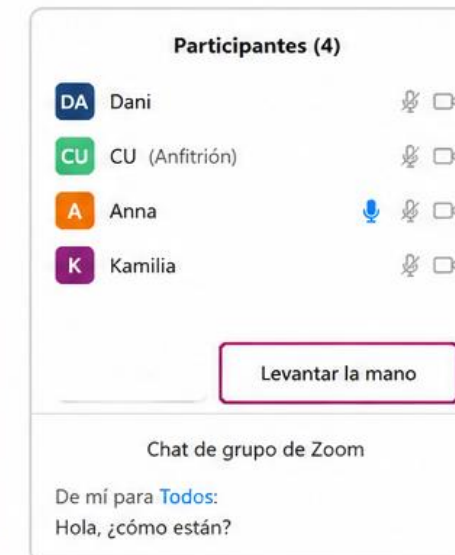 Participantes (4)
DA Dani
CU CU (Anfitrión)
A Anna
K Kamilia
Levantar la mano
Chat de grupo de Zoom
De mí para Todos:
Hola, ¿cómo están?